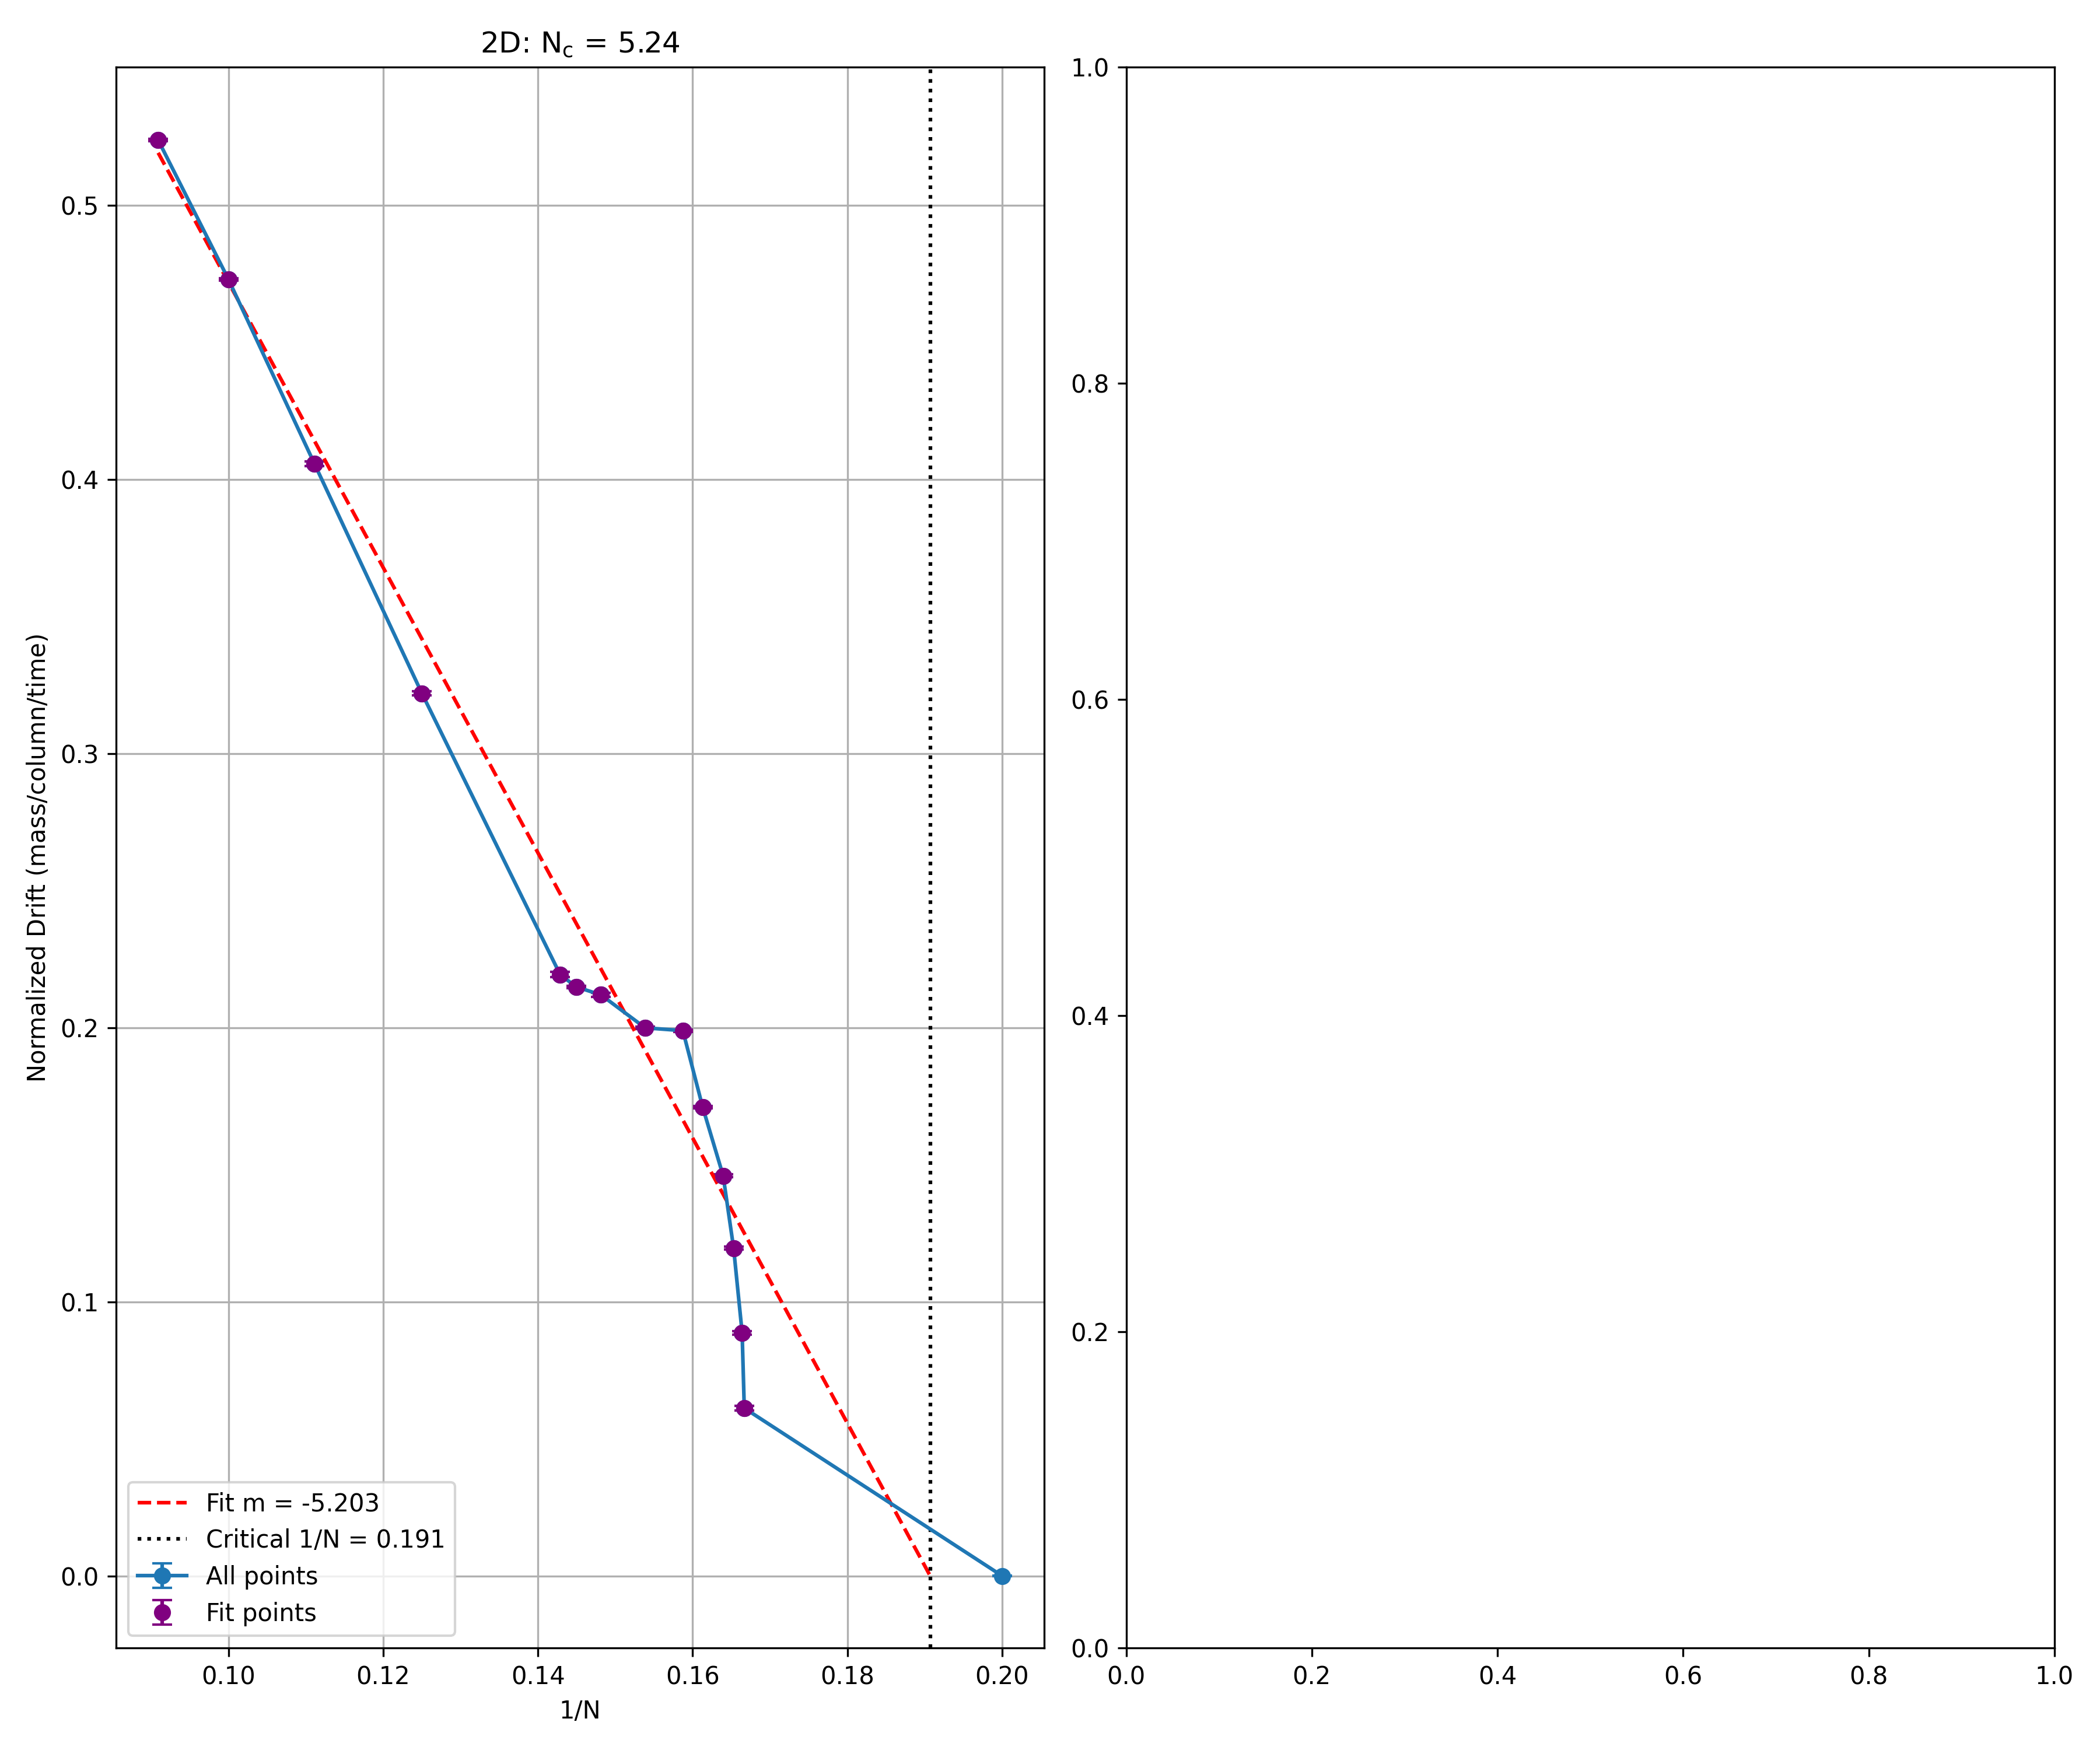 2D: Nc = 5.24
Normalized Drift (mass/column/time)
0.5
0.4
0.3
0.2
0.1
0.0
Fit m = -5.203
Critical 1/N = 0.191
All points
Fit points
0.10 0.12 0.14 0.16 0.18 0.20
1/N
1.0
0.8
0.6
0.4
0.2
0.0
0.0 0.2 0.4 0.6 0.8 1.0